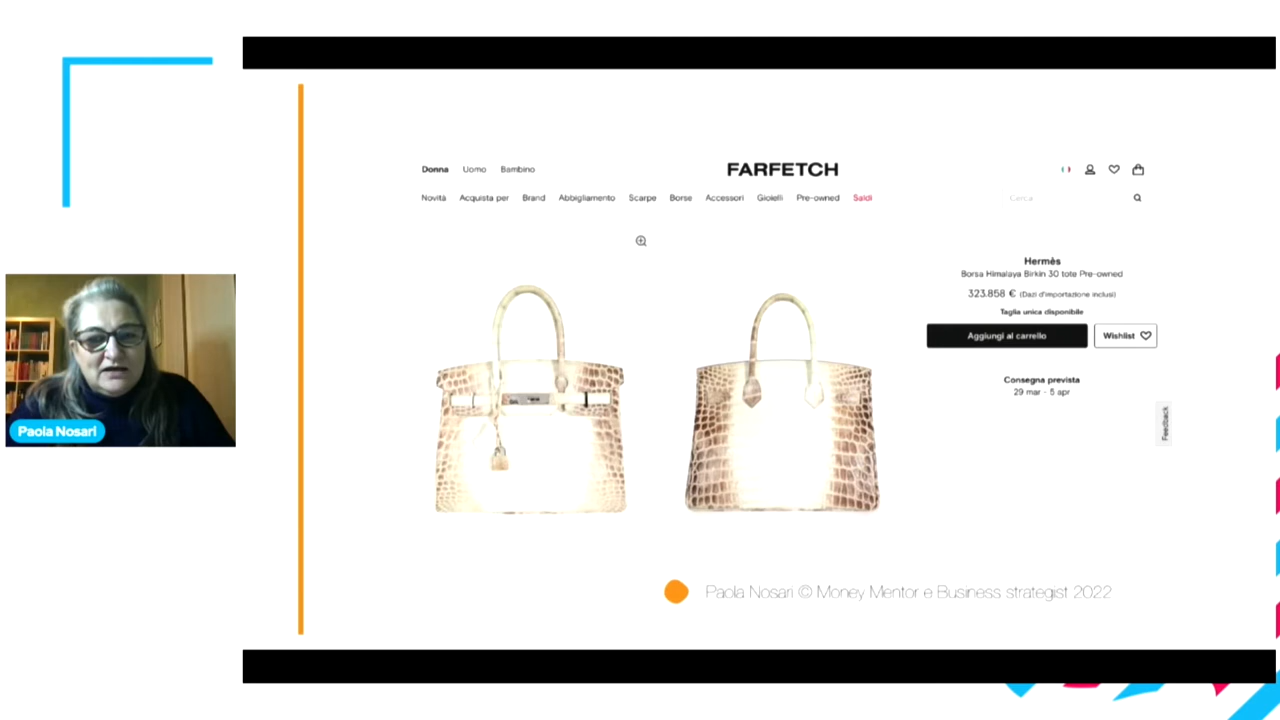 Donna Uomo Bambino
FARFETCH
Novità Acquista per Brand Abbigliamento Scarpe Borse Accessori Gioielli Pre-owned Saldi
Cerca
Hermès
Borsa Himalaya Birkin 30 tote Pre-owned
323.858 € (Dazi d'importazione inclusi)
Taglia unica disponibile
Aggiungi al carrello
Wishlist
Consegna prevista
29 mar - 5 apr
Feedback
Paola Nosari
Paola Nosari © Money Mentor e Business strategist 2022